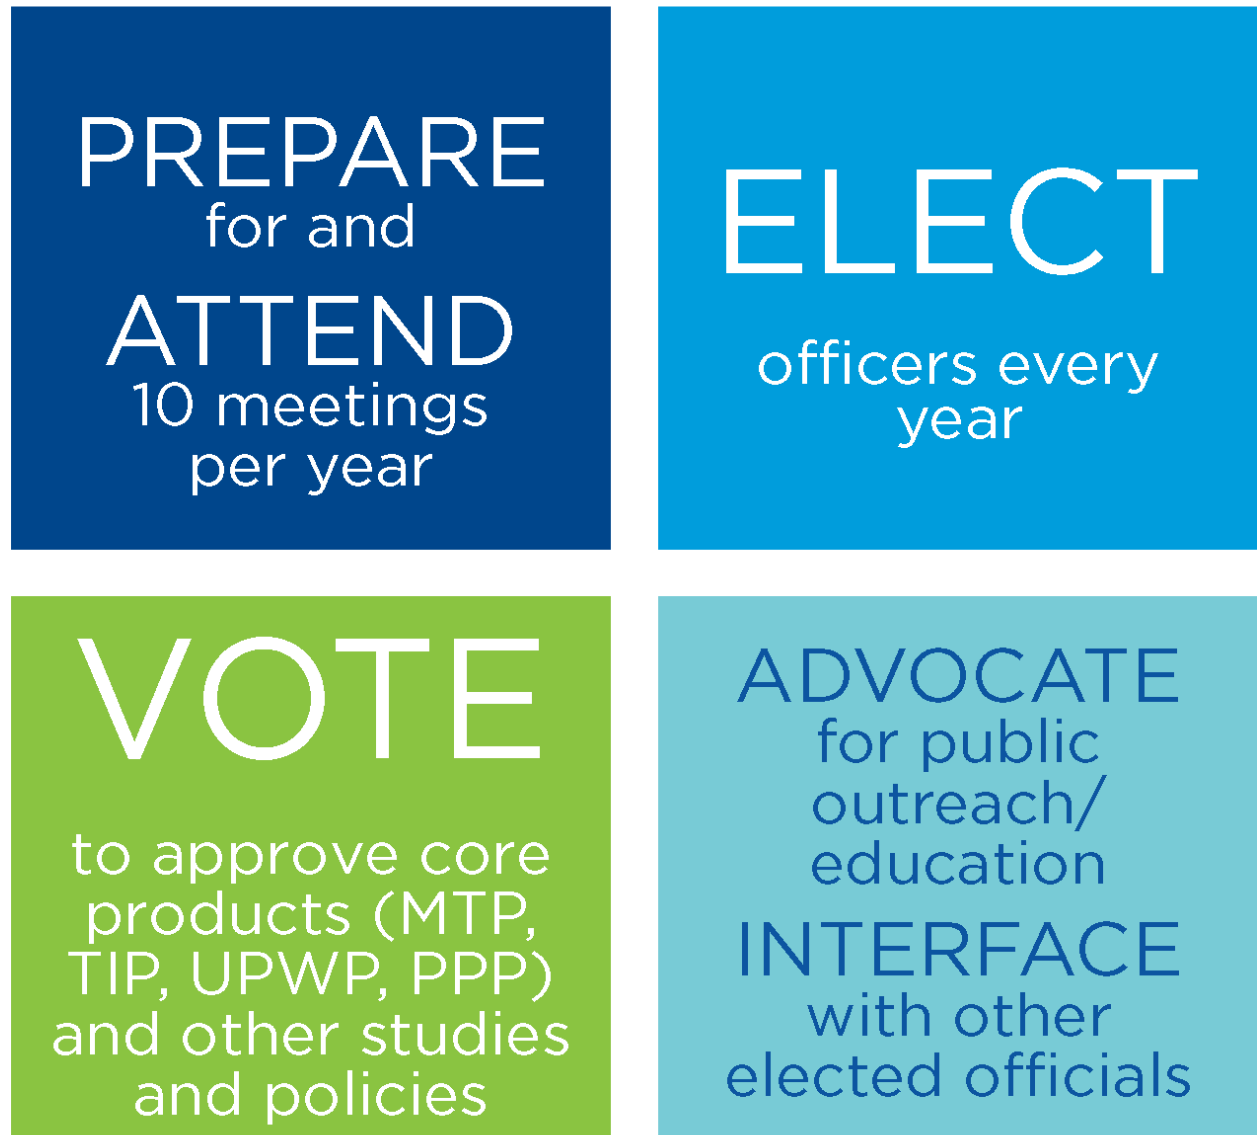 PREPARE
for and
ATTEND
10 meetings
per year
ELECT
officers every
year
VOTE
to approve core
products (MTP,
TIP, UPWP, PPP)
and other studies
and policies
ADVOCATE
for public
outreach/
education
INTERFACE
with other
elected officials